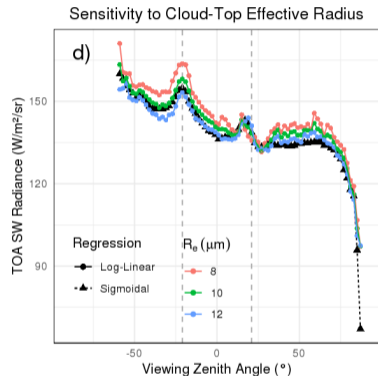 Sensitivity to Cloud-Top Effective Radius
d)
TOA SW Radiance (W/m²/sr)
150
120
90
Regression
Log-Linear
Sigmoidal
Rₑ (μm)
8
10
12
-50
0
50
Viewing Zenith Angle (°)